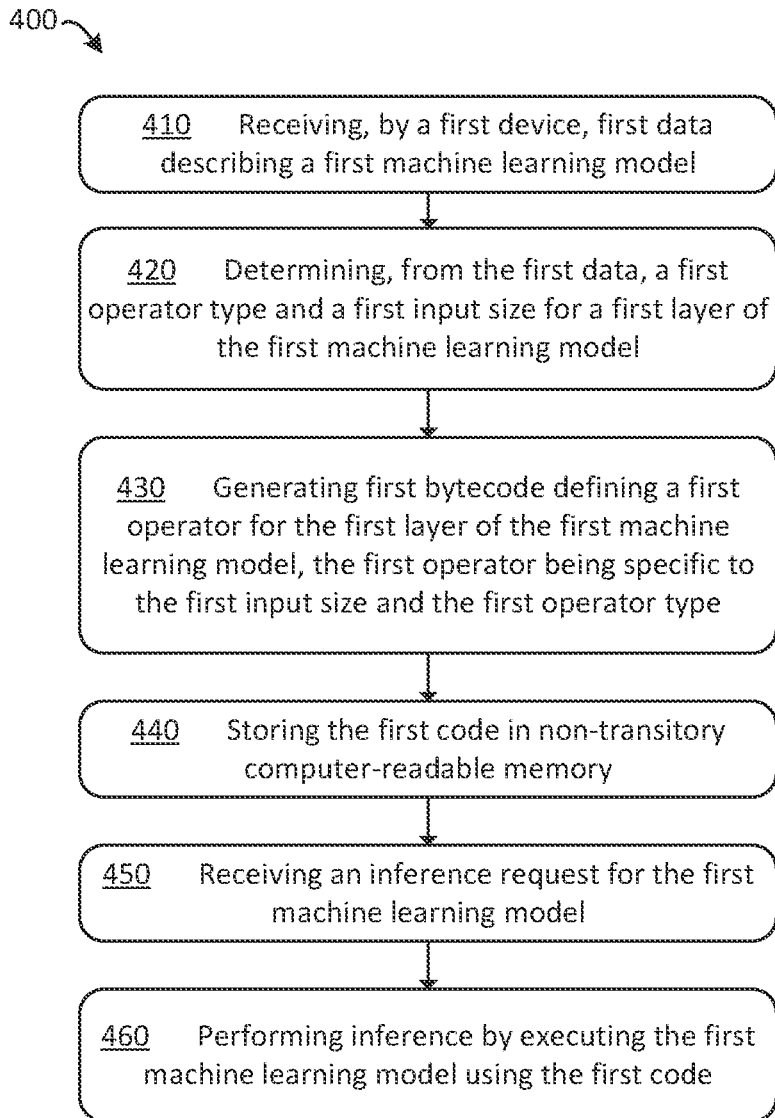 400
410 Receiving, by a first device, first data
describing a first machine learning model
420 Determining, from the first data, a first
operator type and a first input size for a first layer of
the first machine learning model
430 Generating first bytecode defining a first
operator for the first layer of the first machine
learning model, the first operator being specific to
the first input size and the first operator type
440 Storing the first code in non-transitory
computer-readable memory
450 Receiving an inference request for the first
machine learning model
460 Performing inference by executing the first
machine learning model using the first code